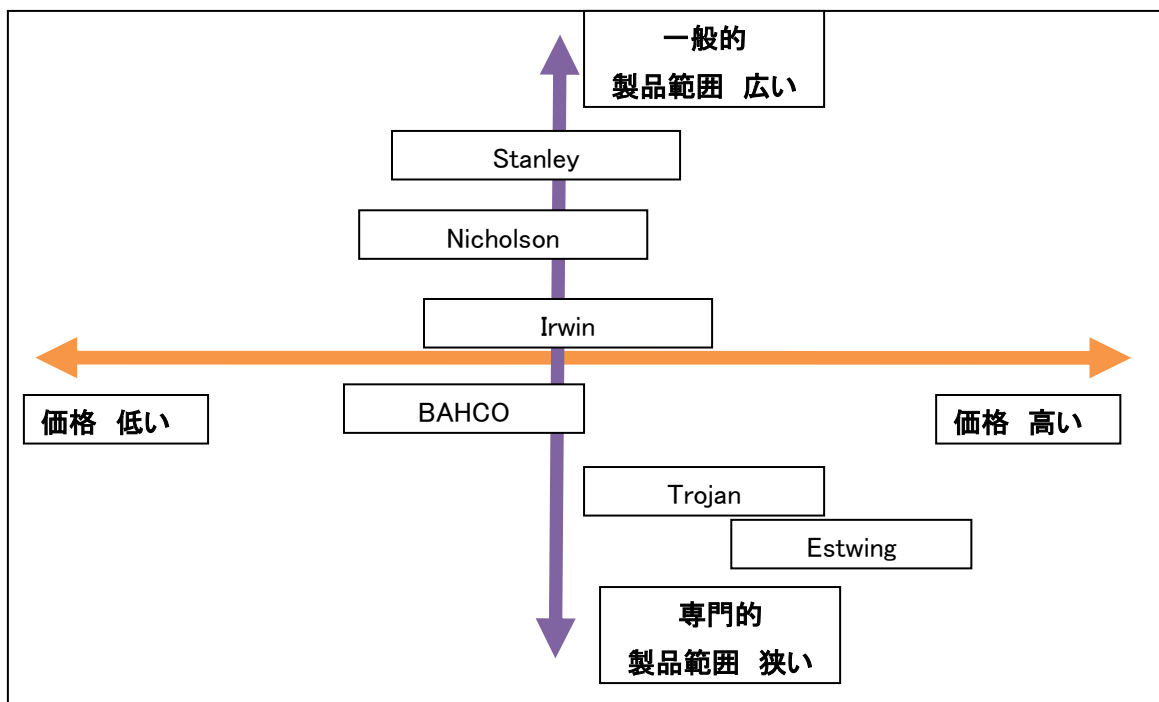 一般的
製品範囲　広い
Stanley
Nicholson
Irwin
価格　低い
BAHCO
価格　高い
Trojan
Estwing
専門的
製品範囲　狭い